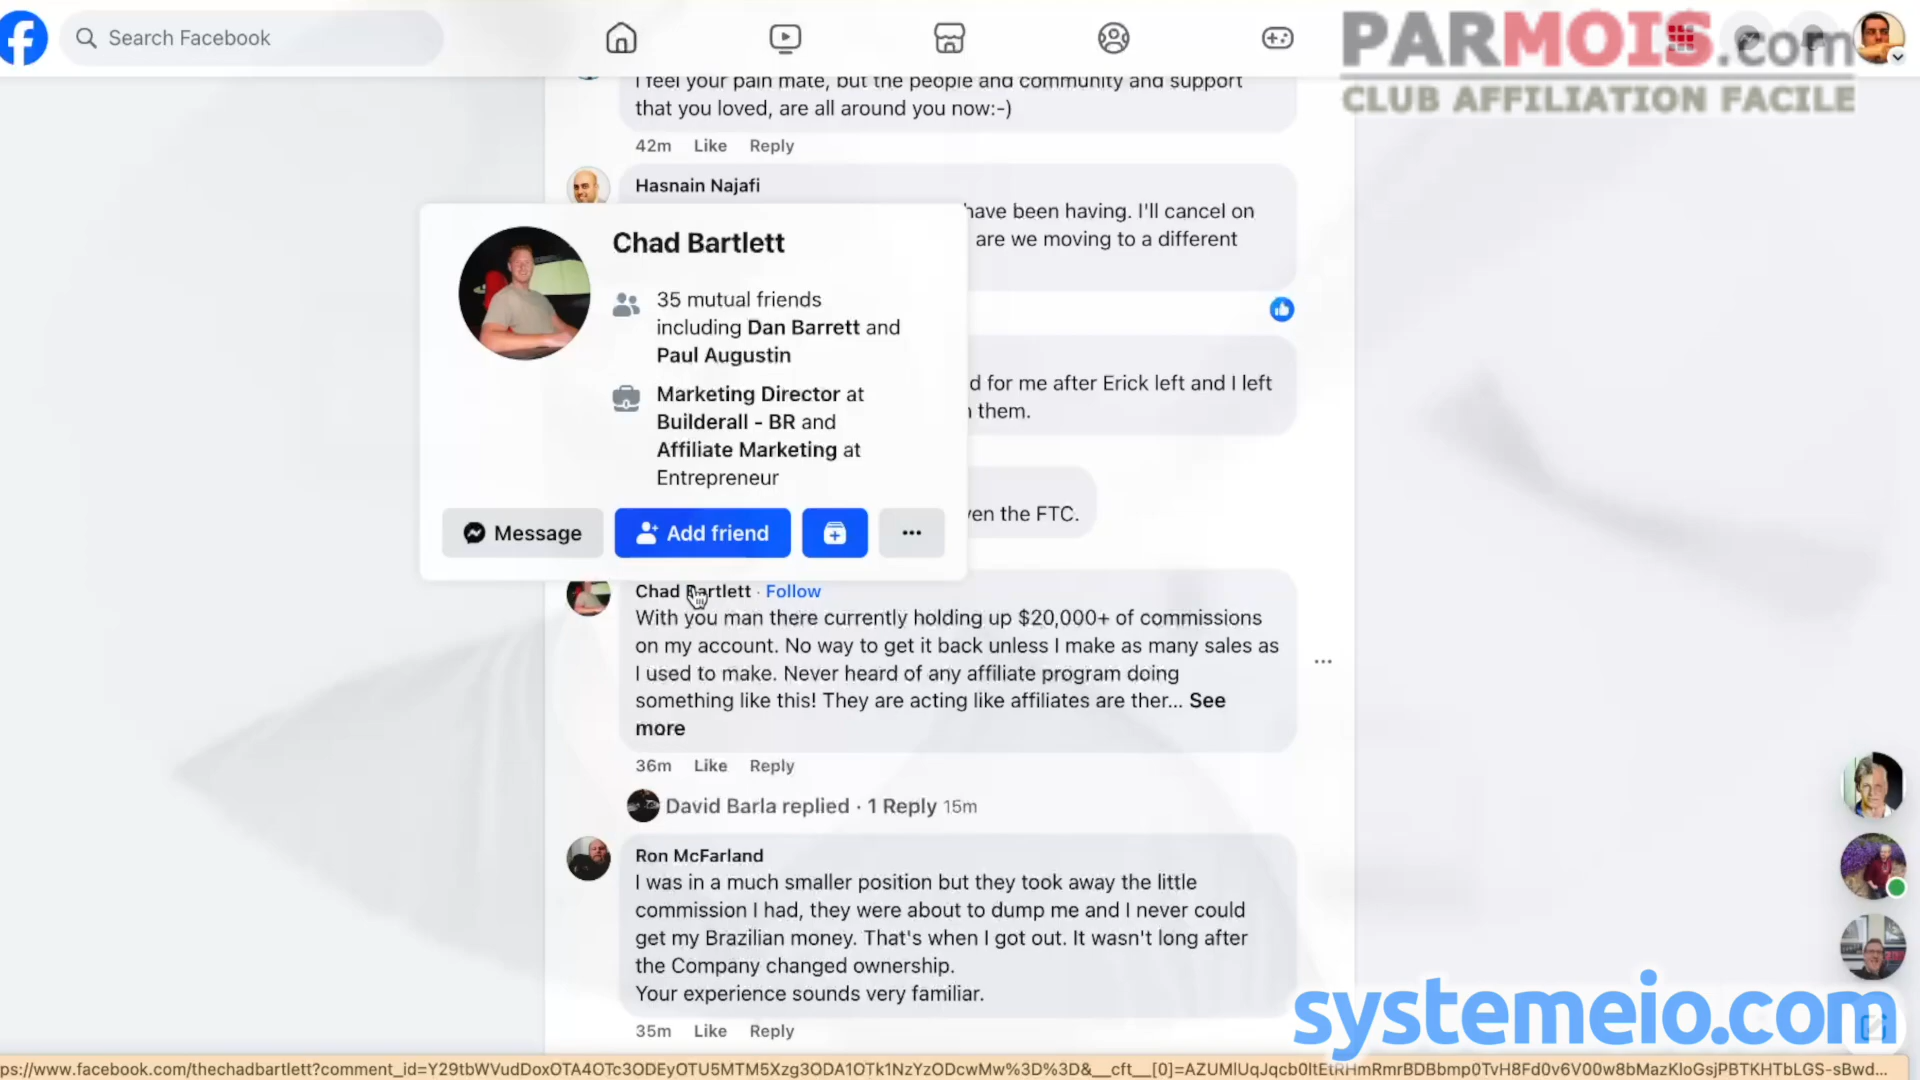 Search Facebook
PARMOIS.com
CLUB AFFILIATION FACILE
I feel your pain mate, but the people and community and support
that you loved, are all around you now:-)
42m Like Reply
Hasnain Najafi
have been having. I'll cancel on
are we moving to a different
Chad Bartlett
35 mutual friends
including Dan Barrett and
Paul Augustin
Marketing Director at
Builderall - BR and
Affiliate Marketing at
Entrepreneur
d for me after Erick left and I left
them.
ven the FTC.
Message Add friend
Chad Bartlett · Follow
With you man there currently holding up $20,000+ of commissions
on my account. No way to get it back unless I make as many sales as
I used to make. Never heard of any affiliate program doing
something like this! They are acting like affiliates are ther... See
more
36m Like Reply
David Barla replied · 1 Reply 15m
Ron McFarland
I was in a much smaller position but they took away the little
commission I had, they were about to dump me and I never could
get my Brazilian money. That's when I got out. It wasn't long after
the Company changed ownership.
Your experience sounds very familiar.
35m Like Reply
systemeio.com